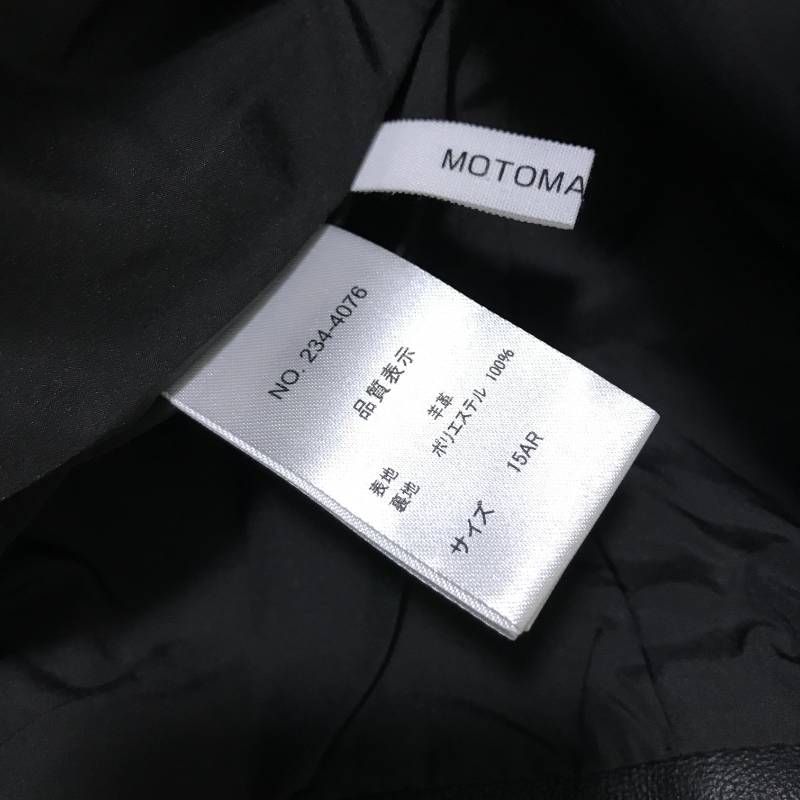 MOTOMA
NO. 234-4076
品質表示
表地 羊革
裏地 ポリエステル 100%
サイズ 15AR